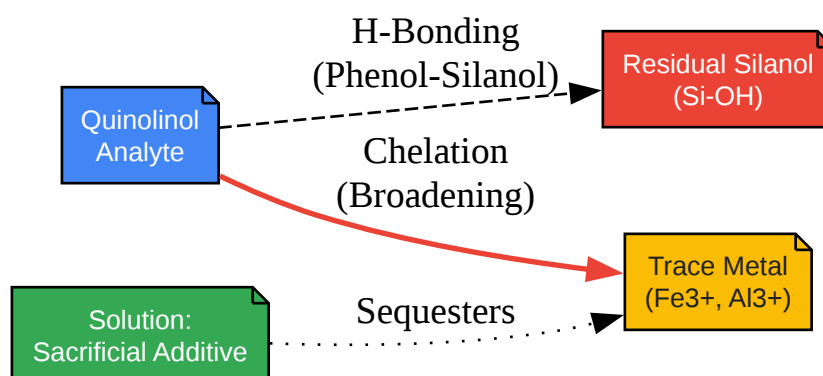 H-Bonding
(Phenol-Silanol)
Residual Silanol
(Si-OH)
Quinolinol
Analyte
Chelation
(Broadening)
Trace Metal
(Fe3+, Al3+)
Solution:
Sacrificial Additive
Sequesters